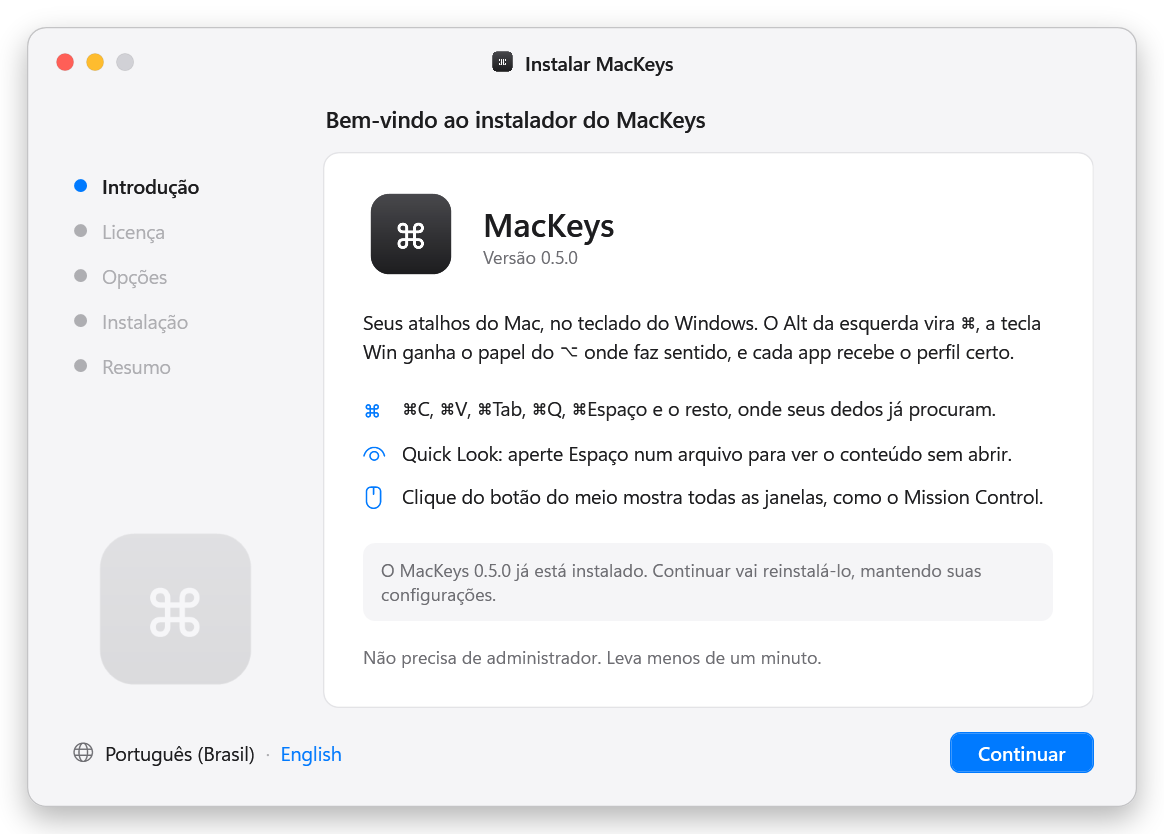 Instalar MacKeys
Bem-vindo ao instalador do MacKeys
Introdução
Licença
Opções
Instalação
Resumo
⌘
MacKeys
Versão 0.5.0
Seus atalhos do Mac, no teclado do Windows. O Alt da esquerda vira ⌘, a tecla
Win ganha o papel do ⌥ onde faz sentido, e cada app recebe o perfil certo.
⌘ ⌘C, ⌘V, ⌘Tab, ⌘Q, ⌘Espaço e o resto, onde seus dedos já procuram.
Quick Look: aperte Espaço num arquivo para ver o conteúdo sem abrir.
Clique do botão do meio mostra todas as janelas, como o Mission Control.
O MacKeys 0.5.0 já está instalado. Continuar vai reinstalá-lo, mantendo suas
configurações.
Não precisa de administrador. Leva menos de um minuto.
⌘
Português (Brasil) · English
Continuar